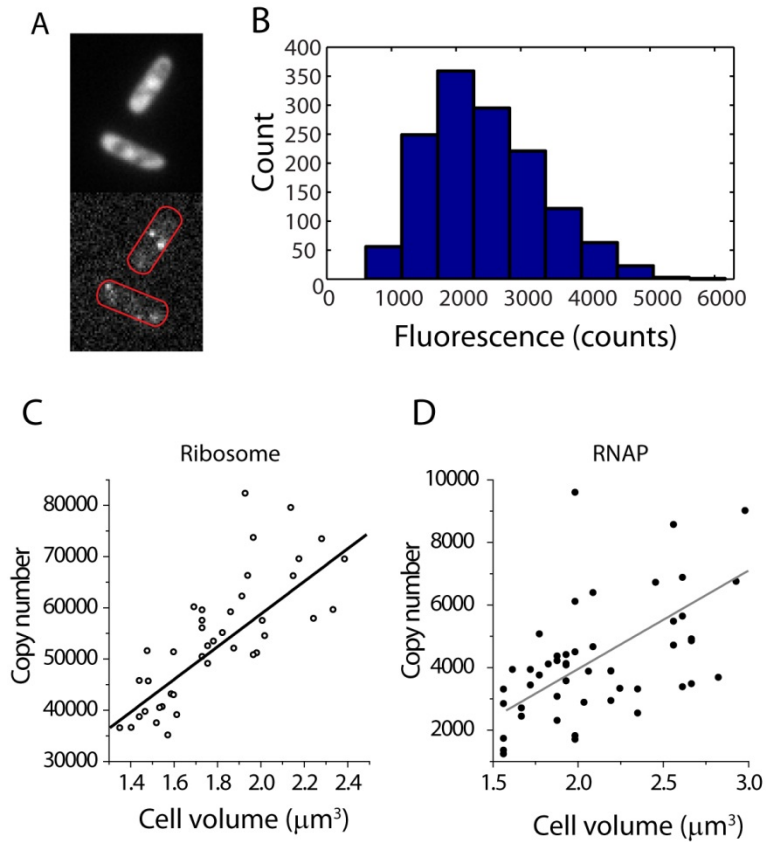 A
B
400
350
300
250
200
150
100
50
0
Count
0 1000 2000 3000 4000 5000 6000
Fluorescence (counts)
C
Ribosome
80000
70000
60000
50000
40000
30000
Copy number
1.4 1.6 1.8 2.0 2.2 2.4
Cell volume (μm³)
D
RNAP
10000
8000
6000
4000
2000
Copy number
1.5 2.0 2.5 3.0
Cell volume (μm³)